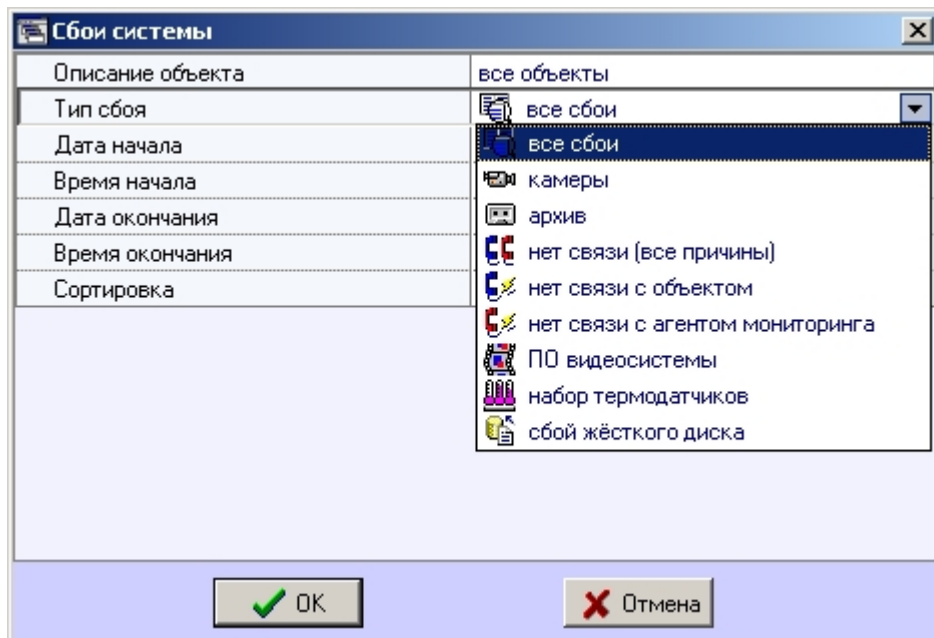 Сбои системы
Описание объекта все объекты
Тип сбоя все сбои
Дата начала все сбои
Время начала камеры
Дата окончания архив
Время окончания нет связи (все причины)
Сортировка нет связи с объектом
нет связи с агентом мониторинга
ПО видеосистемы
набор термодатчиков
сбой жёсткого диска
OK Отмена